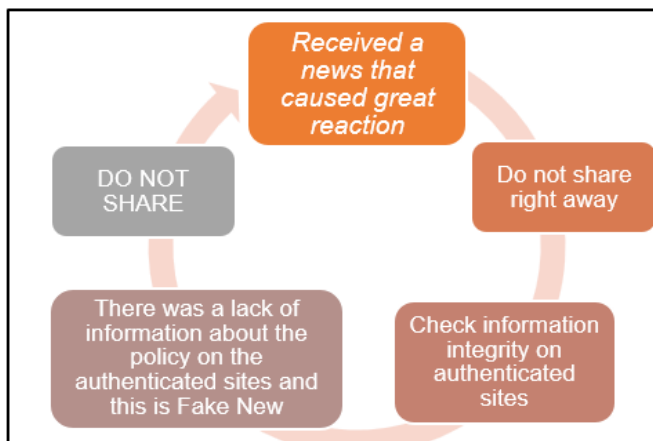 Received a
news that
caused great
reaction
Do not share
right away
Check information
integrity on
authenticated
sites
There was a lack of
information about the
policy on the
authenticated sites and
this is Fake New
DO NOT
SHARE